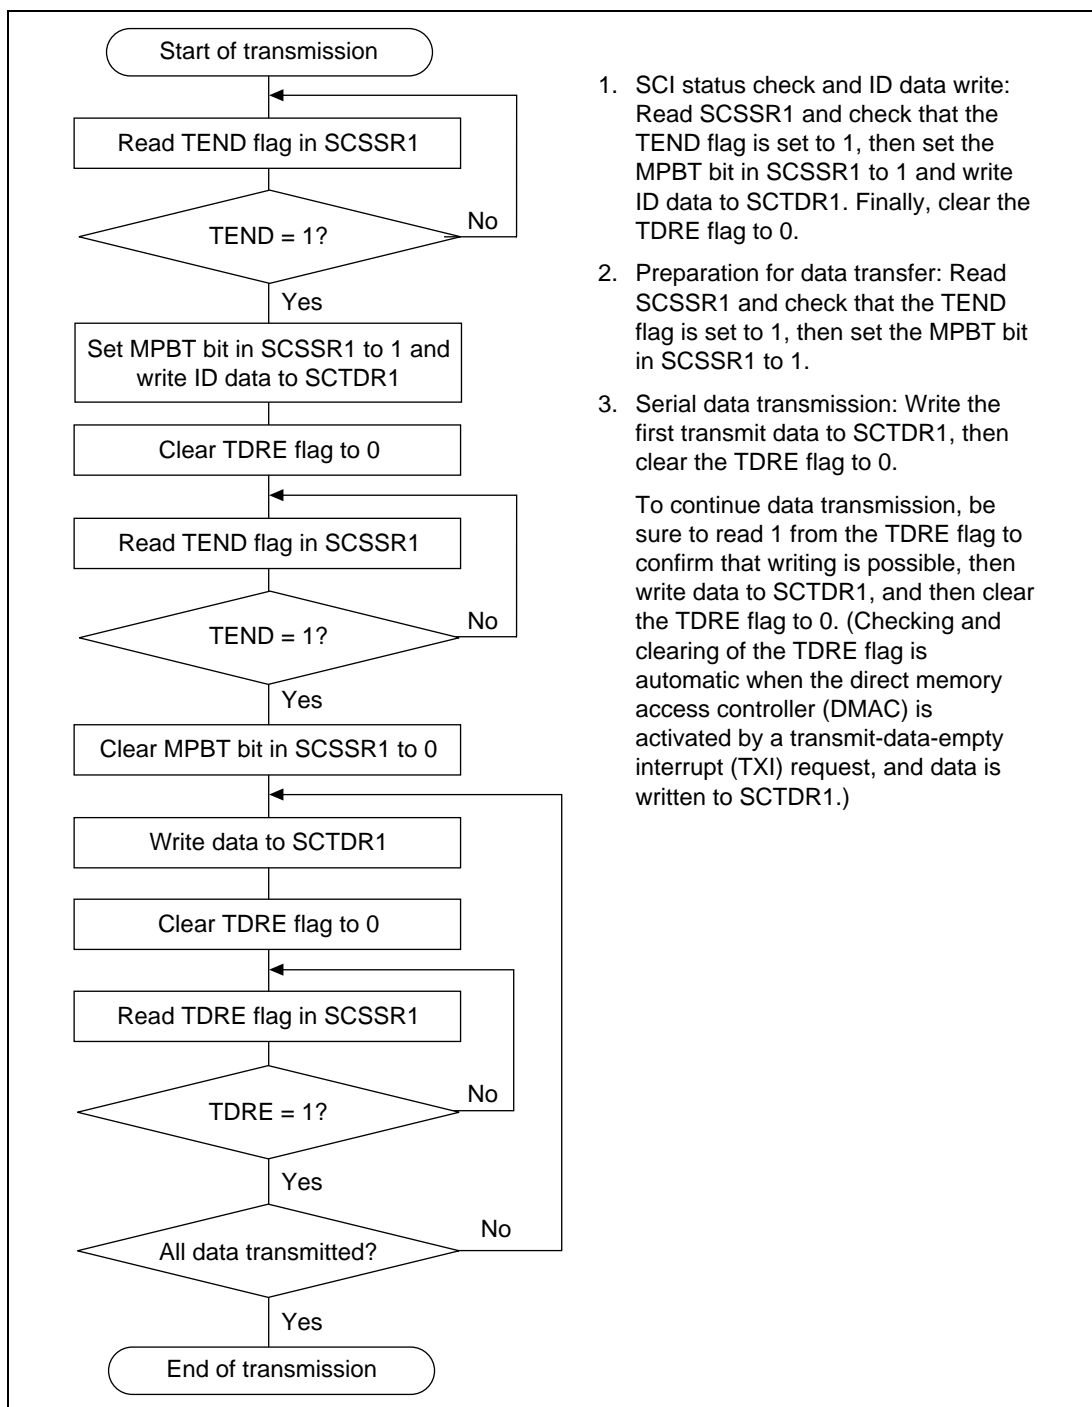 Start of transmission
Read TEND flag in SCSSR1
TEND = 1?
No
Yes
Set MPBT bit in SCSSR1 to 1 and
write ID data to SCTDR1
Clear TDRE flag to 0
Read TEND flag in SCSSR1
TEND = 1?
No
Yes
Clear MPBT bit in SCSSR1 to 0
Write data to SCTDR1
Clear TDRE flag to 0
Read TDRE flag in SCSSR1
TDRE = 1?
No
Yes
All data transmitted?
No
Yes
End of transmission
1. SCI status check and ID data write:
Read SCSSR1 and check that the
TEND flag is set to 1, then set the
MPBT bit in SCSSR1 to 1 and write
ID data to SCTDR1. Finally, clear the
TDRE flag to 0.
2. Preparation for data transfer: Read
SCSSR1 and check that the TEND
flag is set to 1, then set the MPBT bit
in SCSSR1 to 1.
3. Serial data transmission: Write the
first transmit data to SCTDR1, then
clear the TDRE flag to 0.
To continue data transmission, be
sure to read 1 from the TDRE flag to
confirm that writing is possible, then
write data to SCTDR1, and then clear
the TDRE flag to 0. (Checking and
clearing of the TDRE flag is
automatic when the direct memory
access controller (DMAC) is
activated by a transmit-data-empty
interrupt (TXI) request, and data is
written to SCTDR1.)